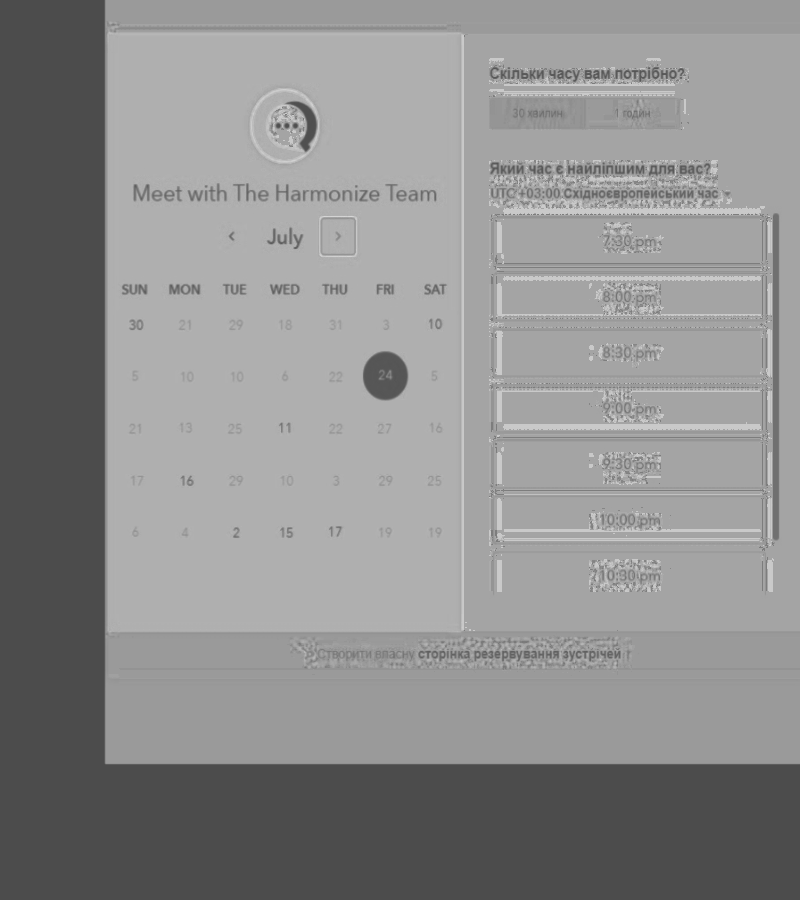 Meet with The Harmonize Team
July
SUN MON TUE WED THU FRI SAT
30 21 29 18 31 3 10
5 10 10 6 22 24 5
21 13 25 11 22 27 16
17 16 29 10 3 29 25
6 4 2 15 17 19 19
Скільки часу вам потрібно?
30 хвилин 1 годин
Який час є найліпшим для вас?
UTC +03:00 Східноєвропейський час
7:30 pm
8:00 pm
8:30 pm
9:00 pm
9:30 pm
10:00 pm
10:30 pm
Створити власну сторінка резервування зустрічей